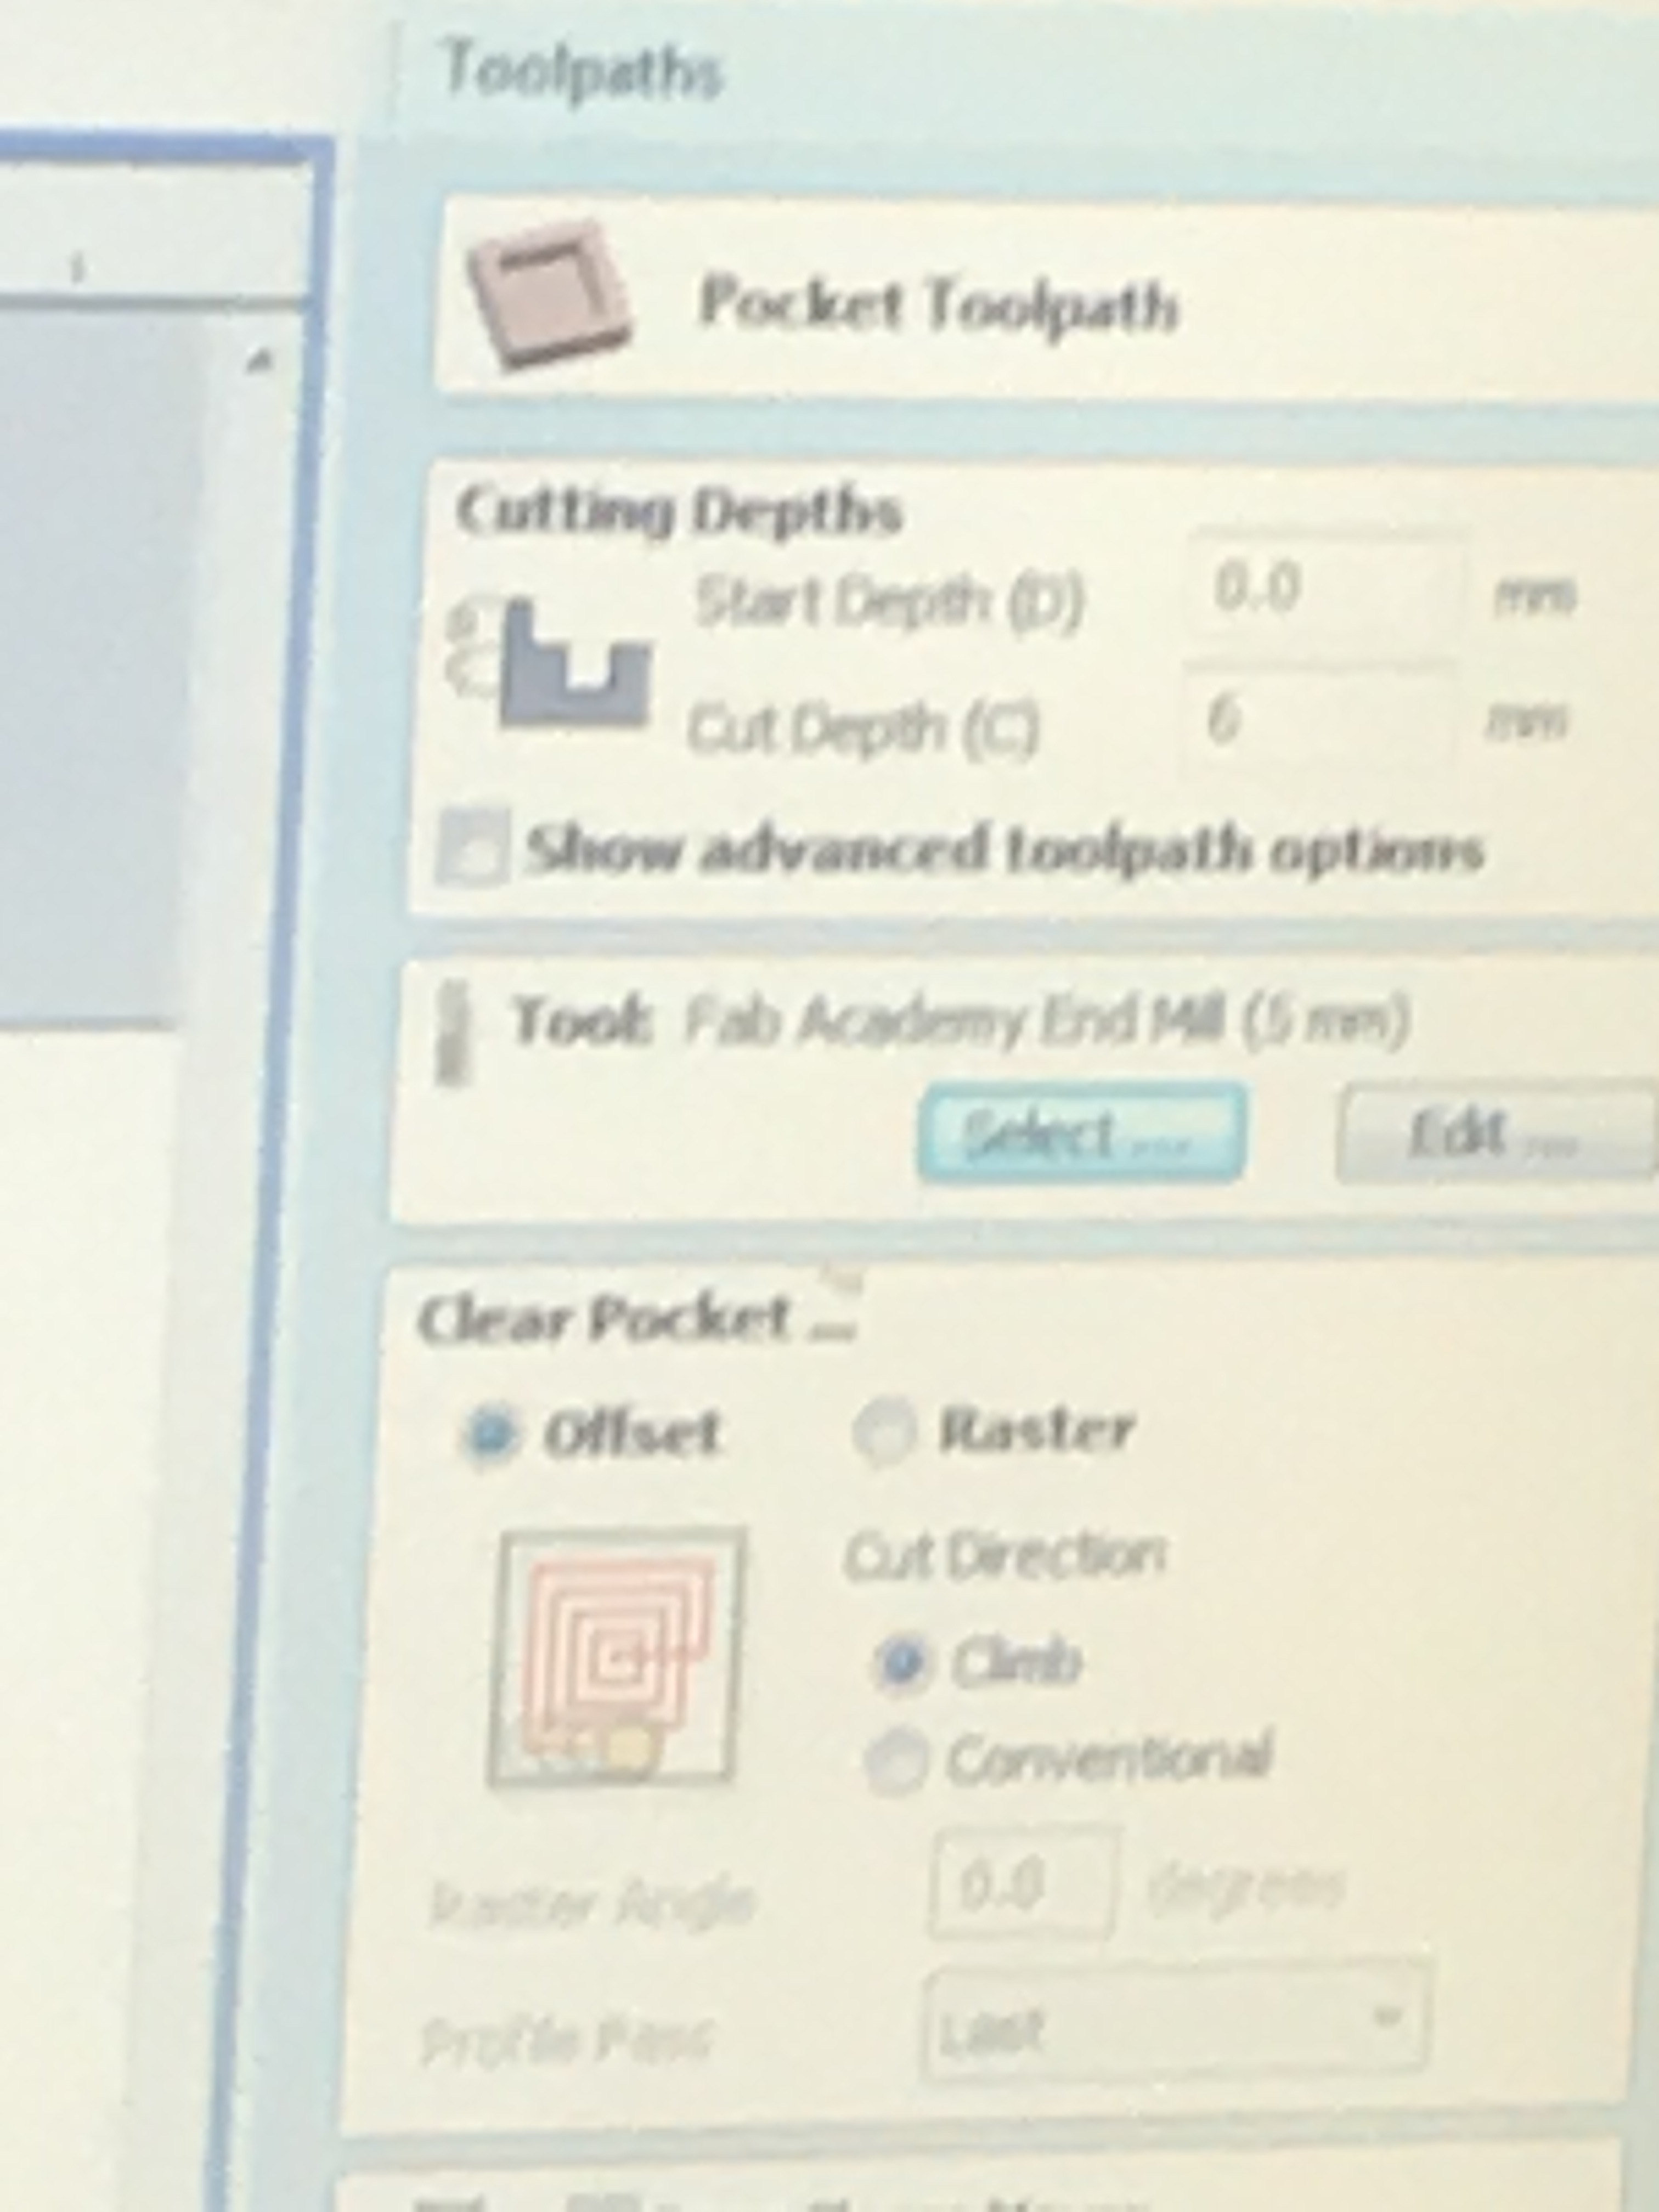 Toolpaths
Pocket Toolpath
Cutting Depths
Start Depth (D) 0.0 mm
Cut Depth (C) 6 mm
Show advanced toolpath options
Tool: Fab Academy End Mill (5 mm)
Select ... Edit ...
Clear Pocket ...
Offset Raster
Cut Direction
Climb
Conventional
Raster Angle 0.0 degrees
Profile Pass Last